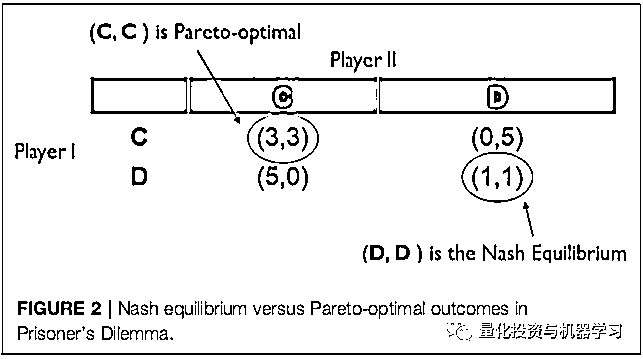 (C, C ) is Pareto-optimal
Player II
C D
Player I
C (3,3) (0,5)
D (5,0) (1,1)
(D, D ) is the Nash Equilibrium
FIGURE 2 | Nash equilibrium versus Pareto-optimal outcomes in
Prisoner's Dilemma.
量化投资与机器学习